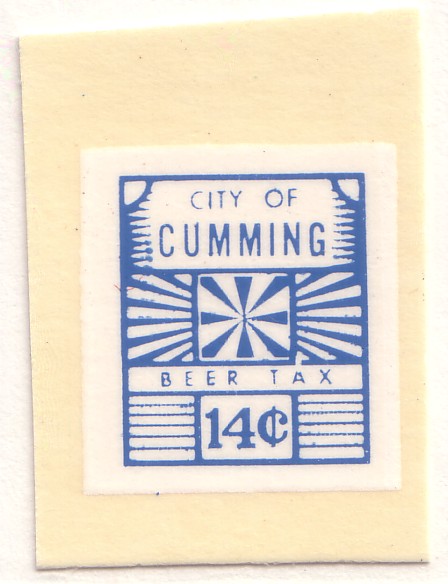 CITY OF
CUMMING
BEER TAX
14¢